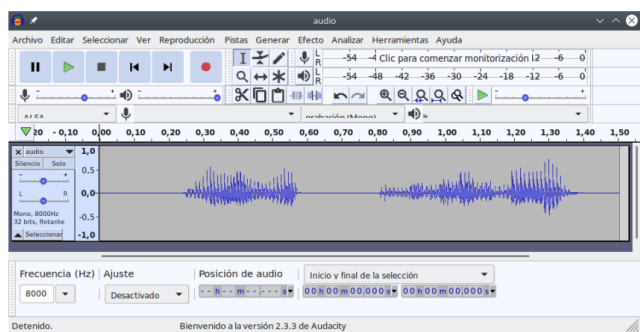 audio
Archivo Editar Seleccionar Ver Reproducción Pistas Generar Efecto Analizar Herramientas Ayuda
L R -54 -4 Clic para comenzar monitorización -12 -6 0
L R -54 -48 -42 -36 -30 -24 -18 -12 -6 0
ALSA grabación (Mono)
20 -0,10 0,00 0,10 0,20 0,30 0,40 0,50 0,60 0,70 0,80 0,90 1,00 1,10 1,20 1,30 1,40 1,50
audio 1,0
Silencio Solo
0,5
- +
L R 0,0
Mono, 8000Hz -0,5
32 bits, flotante
Seleccionar -1,0
Frecuencia (Hz) Ajuste Posición de audio Inicio y final de la selección
8000 Desactivado - - h - - m - - , - - - s 00 h 00 m 00,000 s 00 h 00 m 00,000 s
Detenido. Bienvenido a la versión 2.3.3 de Audacity